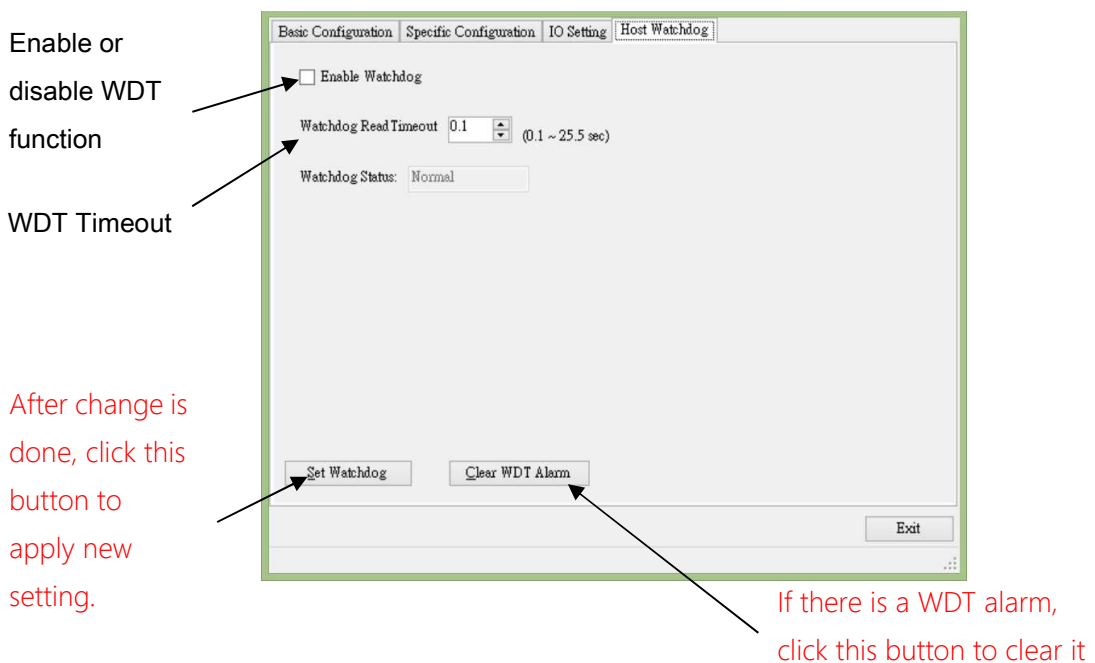 Enable or
disable WDT
function
WDT Timeout
Basic Configuration Specific Configuration IO Setting Host Watchdog
Enable Watchdog
Watchdog Read Timeout 0.1 (0.1 ~ 25.5 sec)
Watchdog Status: Normal
After change is
done, click this
button to
apply new
setting.
Set Watchdog Clear WDT Alarm
Exit
If there is a WDT alarm,
click this button to clear it